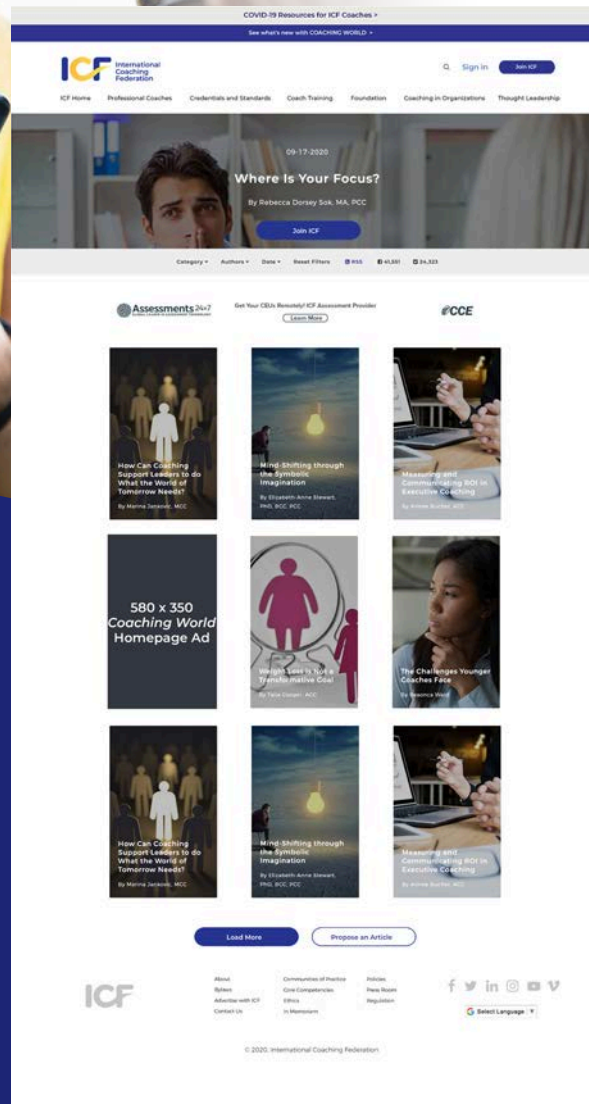 COVID-19 Resources for ICF Coaches >
See what's new with COACHING WORLD >
ICF International
Coaching
Federation
Sign in
Join ICF
ICF Home Professional Coaches Credentials and Standards Coach Training Foundation Coaching in Organizations Thought Leadership
09-17-2020
Where Is Your Focus?
By Rebecca Dorsey Sok, MA, PCC
Join ICF
Category Authors Date Reset Filters RSS 41,551 24,323
Assessments 24x7
Get Your CEUs Remotely! ICF Assessment Provider
Learn More
CCE
How Can Coaching
Support Leaders to do
What the World of
Tomorrow Needs?
By Marina Jankovic, MCC
Mind-Shifting through
the Symbolic
Imagination
By Elizabeth Anne Stewart,
PHD, BCC, PCC
Measuring and
Communicating ROI in
Executive Coaching
580 x 350
Coaching World
Homepage Ad
Weight Loss Is Not a
Transformative Goal
The Challenges Younger
Coaches Face
How Can Coaching
Support Leaders to do
What the World of
Tomorrow Needs?
By Marina Jankovic, MCC
Mind-Shifting through
the Symbolic
Imagination
By Elizabeth Anne Stewart,
PHD, BCC, PCC
Measuring and
Communicating ROI in
Executive Coaching
Load More
Propose an Article
ICF
About
Bylaws
Advertise with ICF
Contact Us
Communities of Practice
Core Competencies
Ethics
In Memoriam
Policies
Press Room
Regulation
Select Language
© 2020, International Coaching Federation